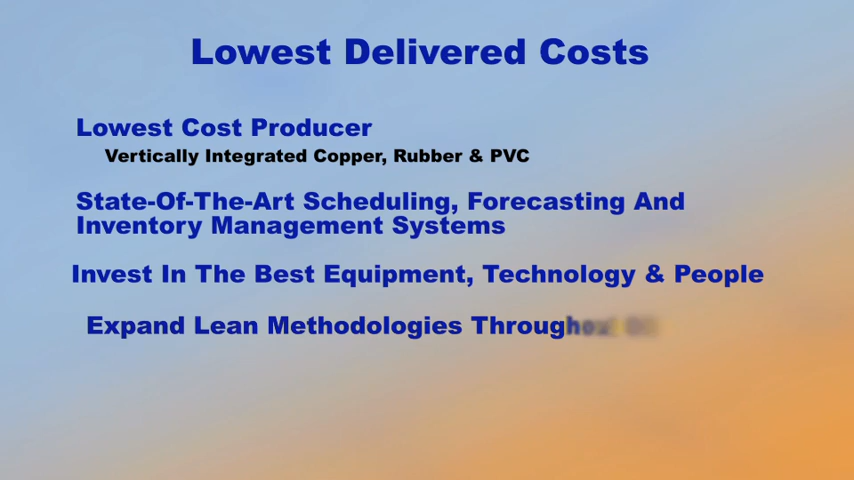 Lowest Delivered Costs
Lowest Cost Producer
Vertically Integrated Copper, Rubber & PVC
State-Of-The-Art Scheduling, Forecasting And
Inventory Management Systems
Invest In The Best Equipment, Technology & People
Expand Lean Methodologies Throughout